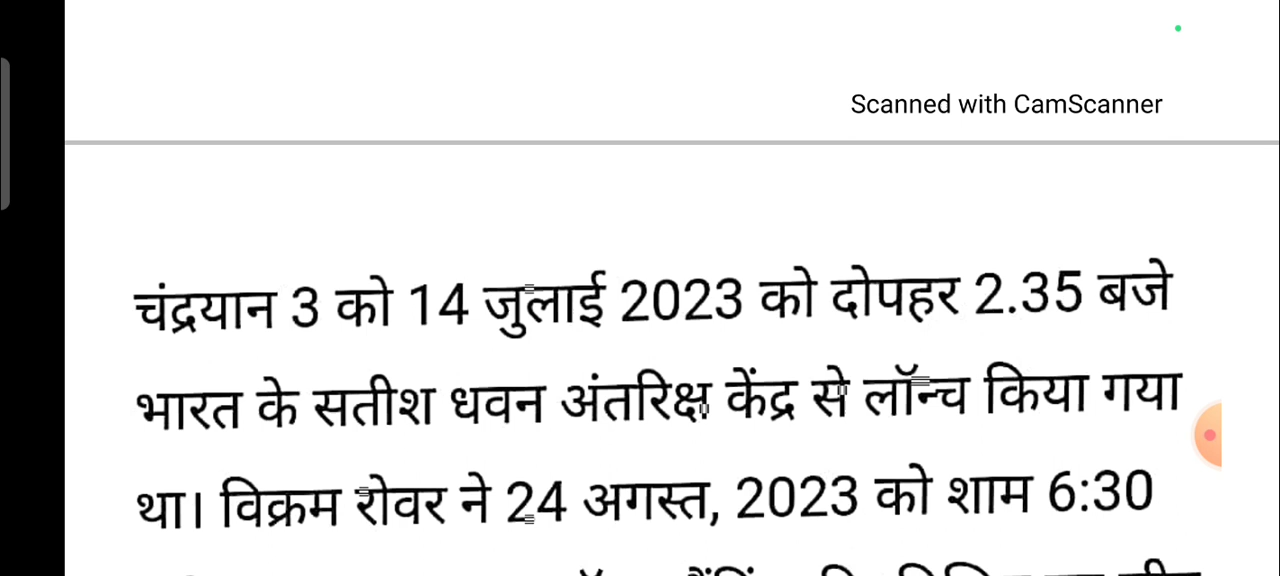 Scanned with CamScanner
चंद्रयान 3 को 14 जुलाई 2023 को दोपहर 2.35 बजे
भारत के सतीश धवन अंतरिक्ष केंद्र से लॉन्च किया गया
था। विक्रम रोवर ने 24 अगस्त, 2023 को शाम 6:30